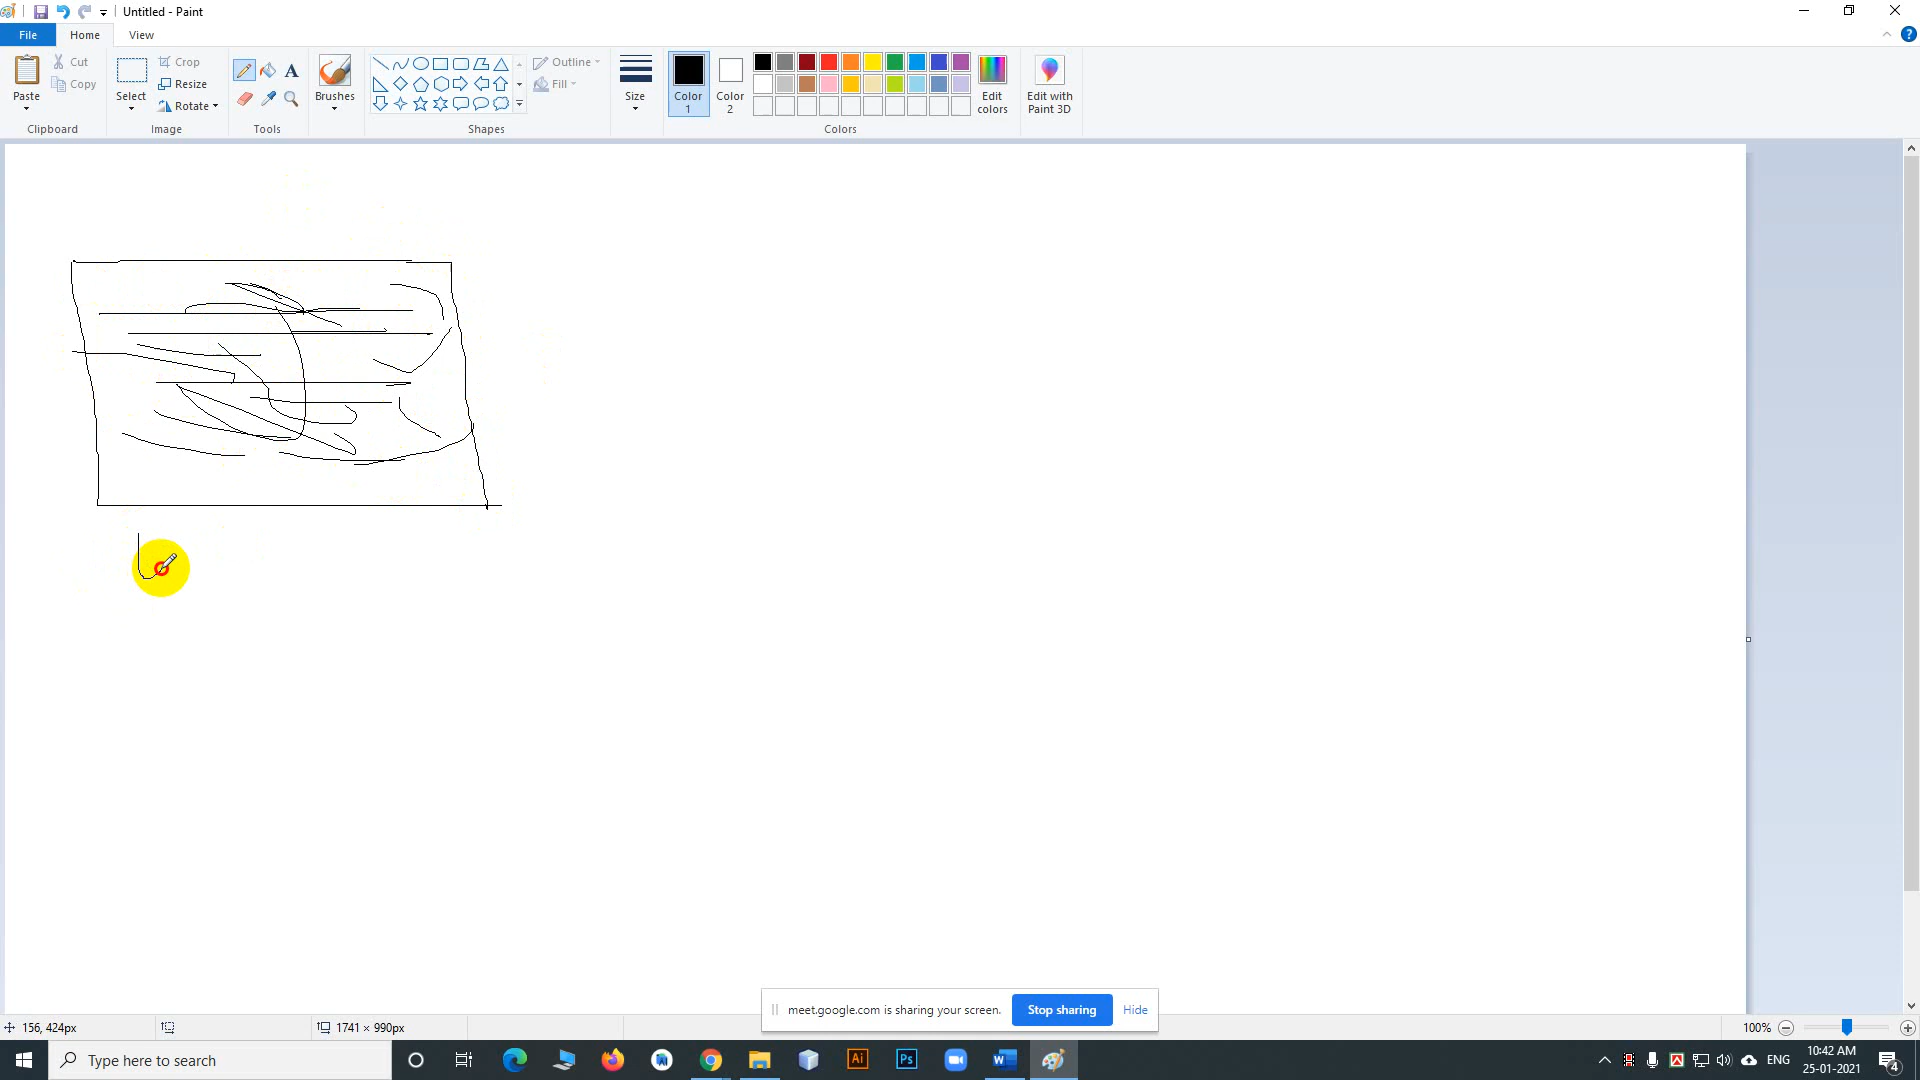 Untitled - Paint
File Home View
Paste
Cut
Copy
Clipboard
Select
Crop
Resize
Rotate
Image
A
Tools
Brushes
Shapes
Outline
Fill
Size
Color
1
Color
2
Edit
colors
Colors
Edit with
Paint 3D
meet.google.com is sharing your screen. Stop sharing Hide
156, 424px 1741 × 990px 100%
Type here to search
Ai Ps
ENG
10:42 AM
25-01-2021
4